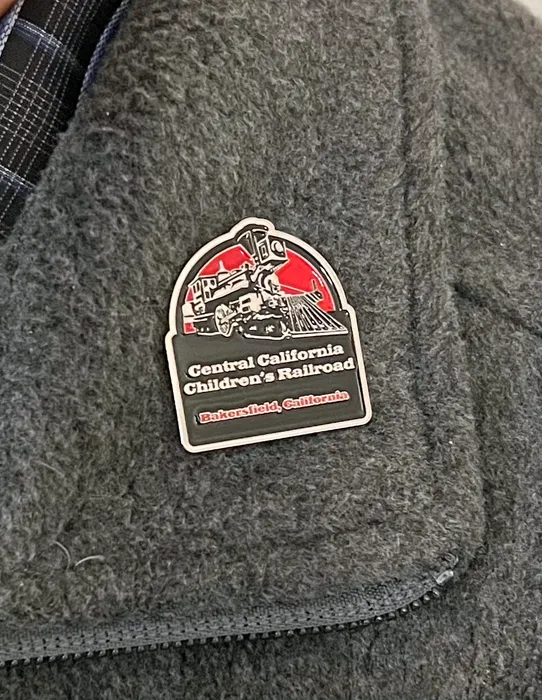 Central California
Children's Railroad
Bakersfield, California